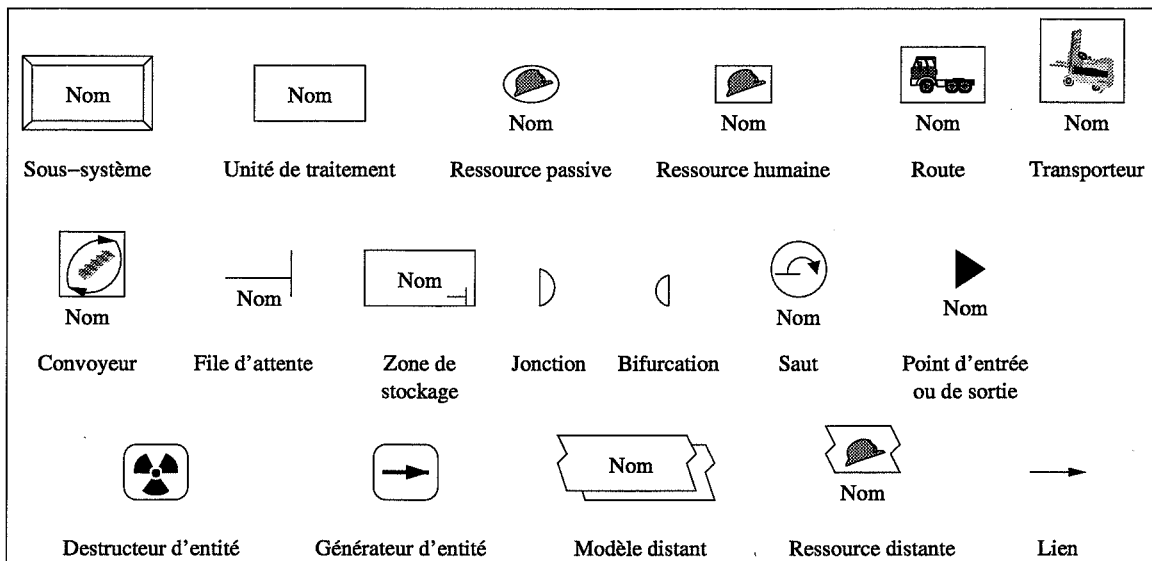 Nom
Nom
Nom
Nom
Nom
Nom
Sous-système
Unité de traitement
Ressource passive
Ressource humaine
Route
Transporteur
Nom
Nom
Nom
Nom
Nom
Convoyeur
File d'attente
Zone de
stockage
Jonction
Bifurcation
Saut
Point d'entrée
ou de sortie
Nom
Nom
Destructeur d'entité
Générateur d'entité
Modèle distant
Ressource distante
Lien